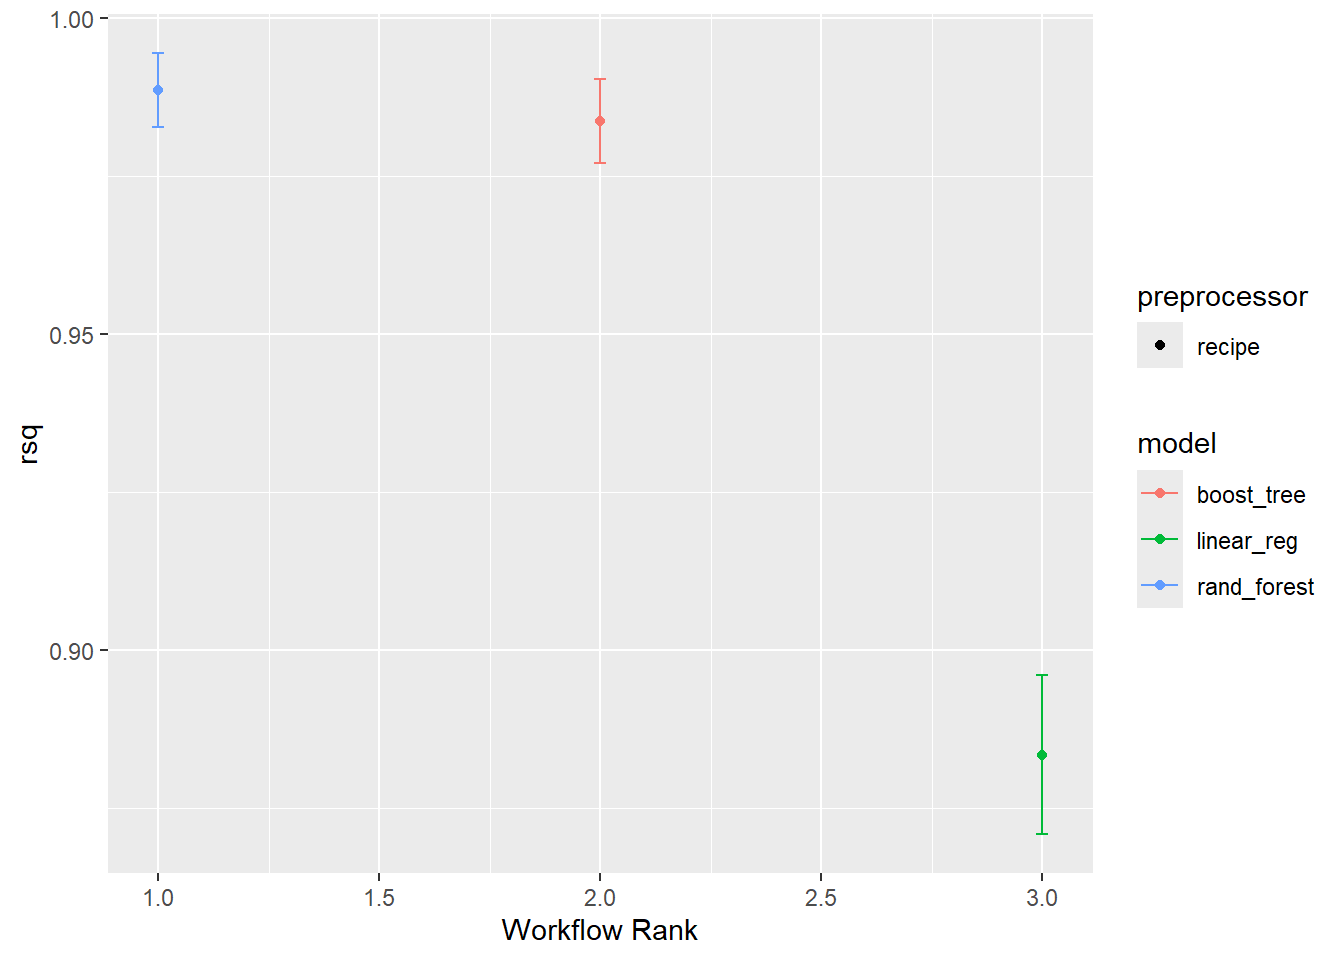 1.00
0.95
0.90
rsq
1.0 1.5 2.0 2.5 3.0
Workflow Rank
preprocessor
recipe
model
boost_tree
linear_reg
rand_forest